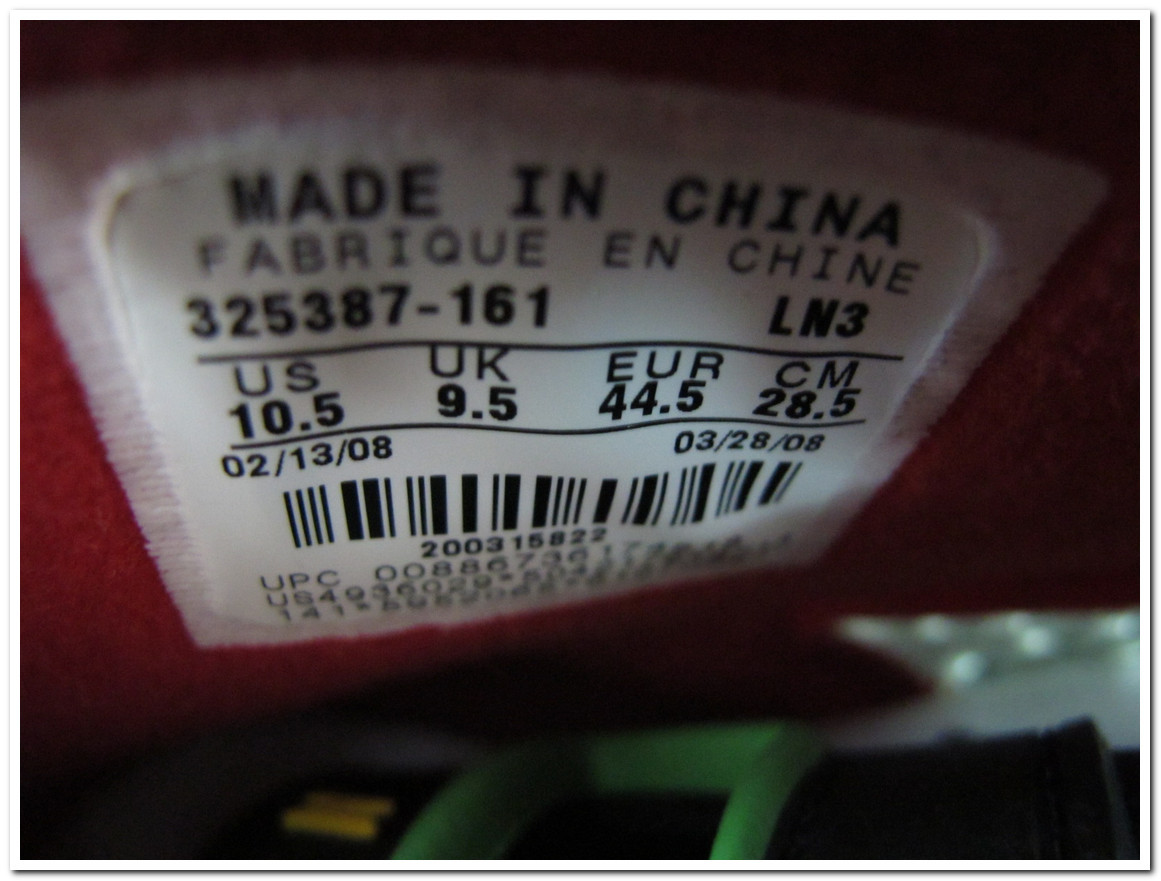 MADE IN CHINA
FABRIQUE EN CHINE
325387-161 LN3
US UK EUR CM
10.5 9.5 44.5 28.5
02/13/08 03/28/08
200315822
UPC